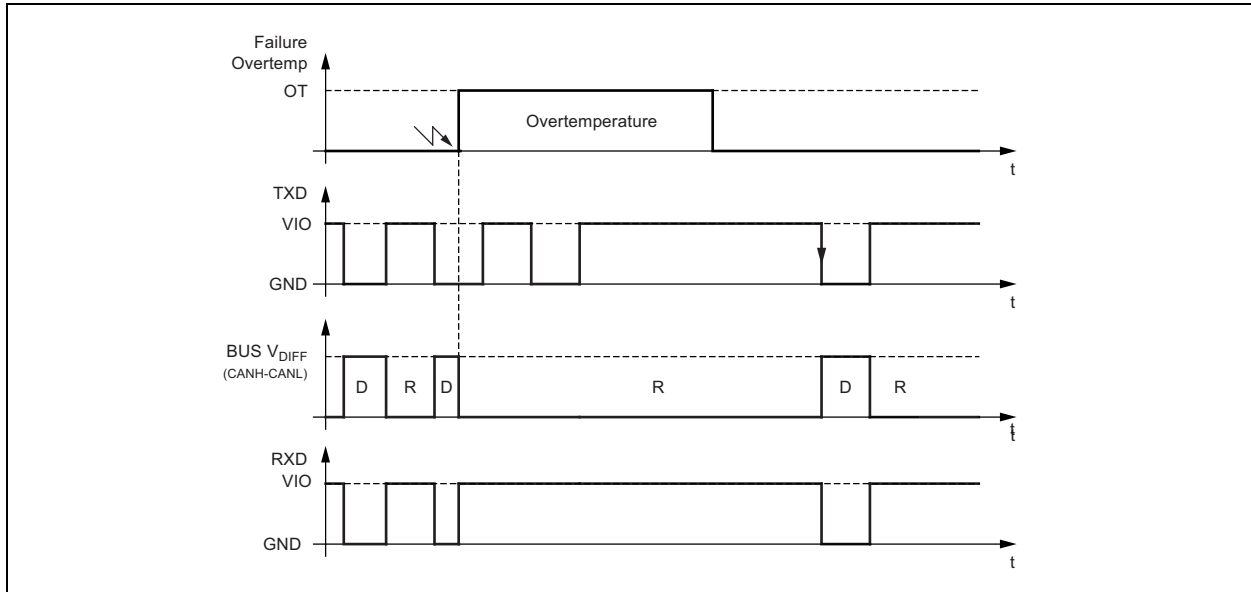 Failure
Overtemp
OT
Overtemperature
t
TXD
VIO
GND
t
BUS VDIFF
(CANH-CANL)
D R D R D R
t
t
RXD
VIO
GND
t